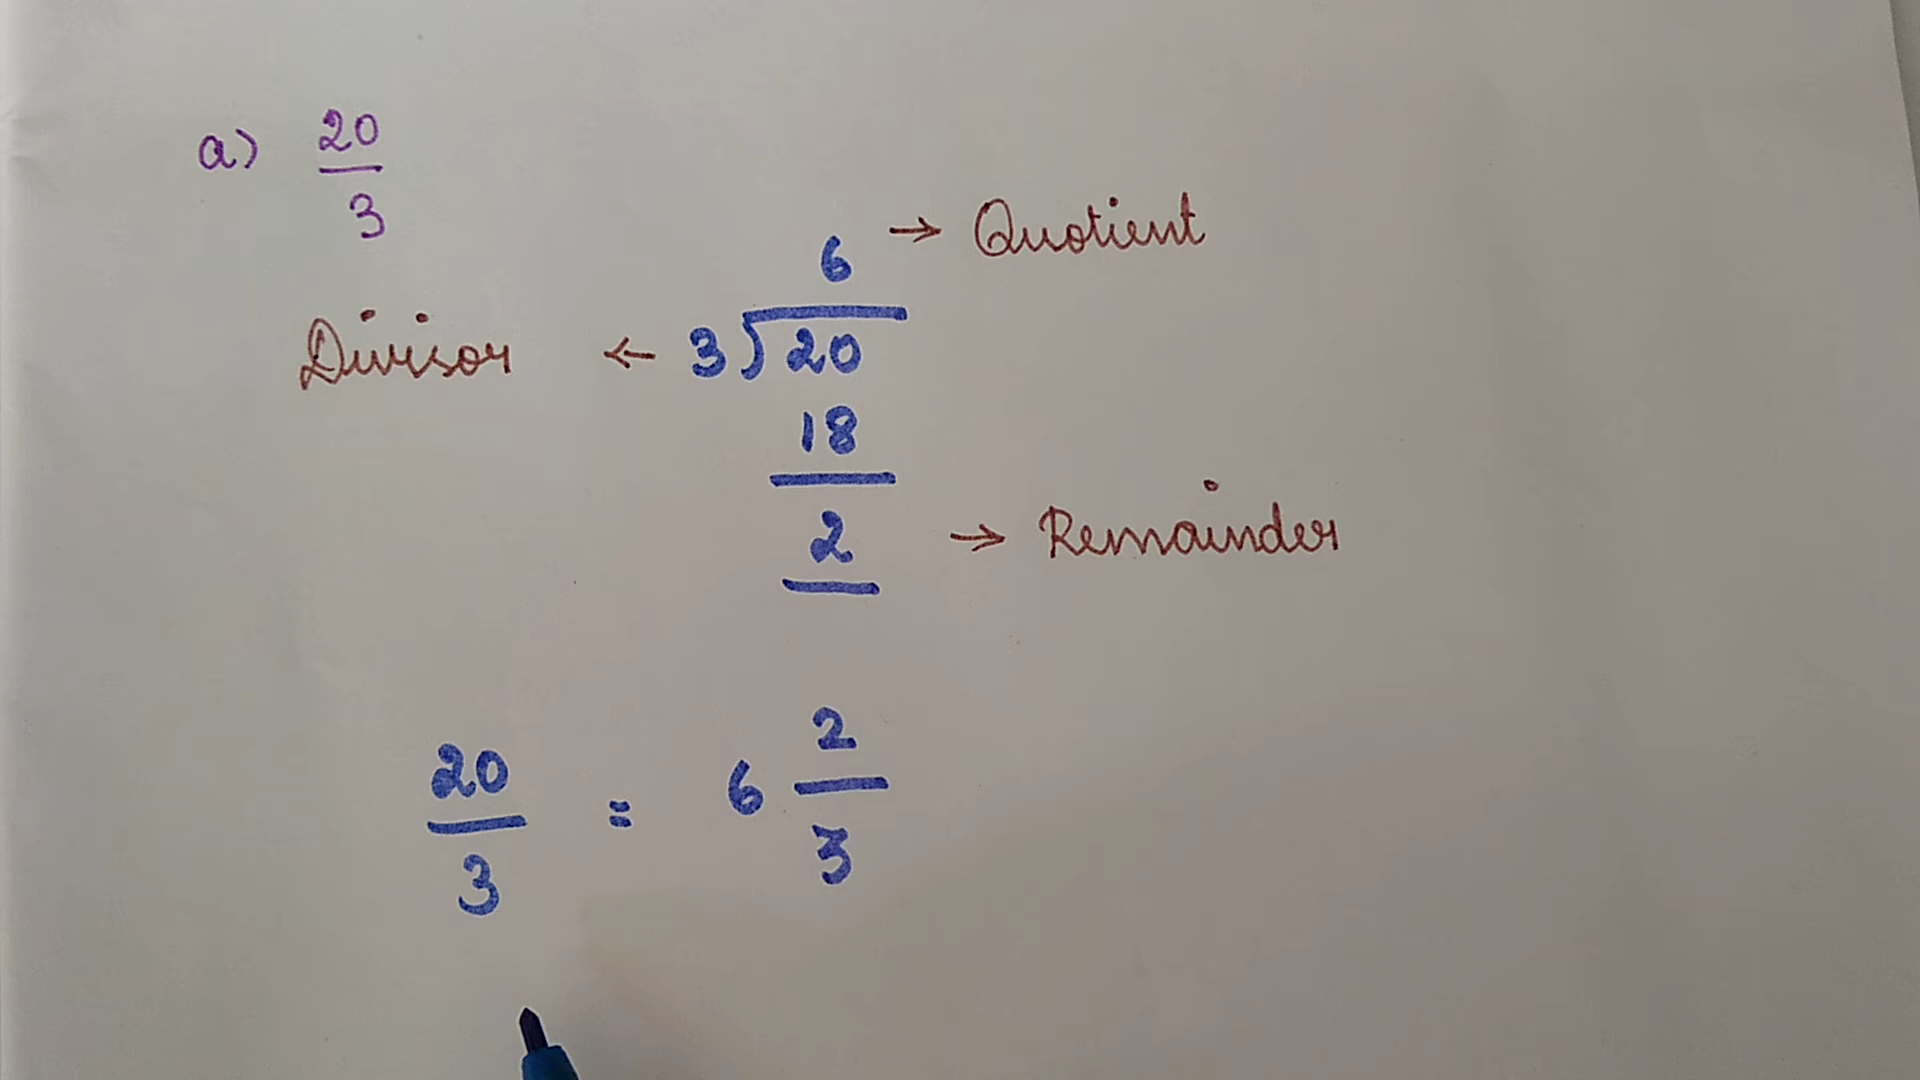 a) 20/3
6 → Quotient
Divisor ← 3)20
18
2 → Remainder
20/3 = 6 2/3